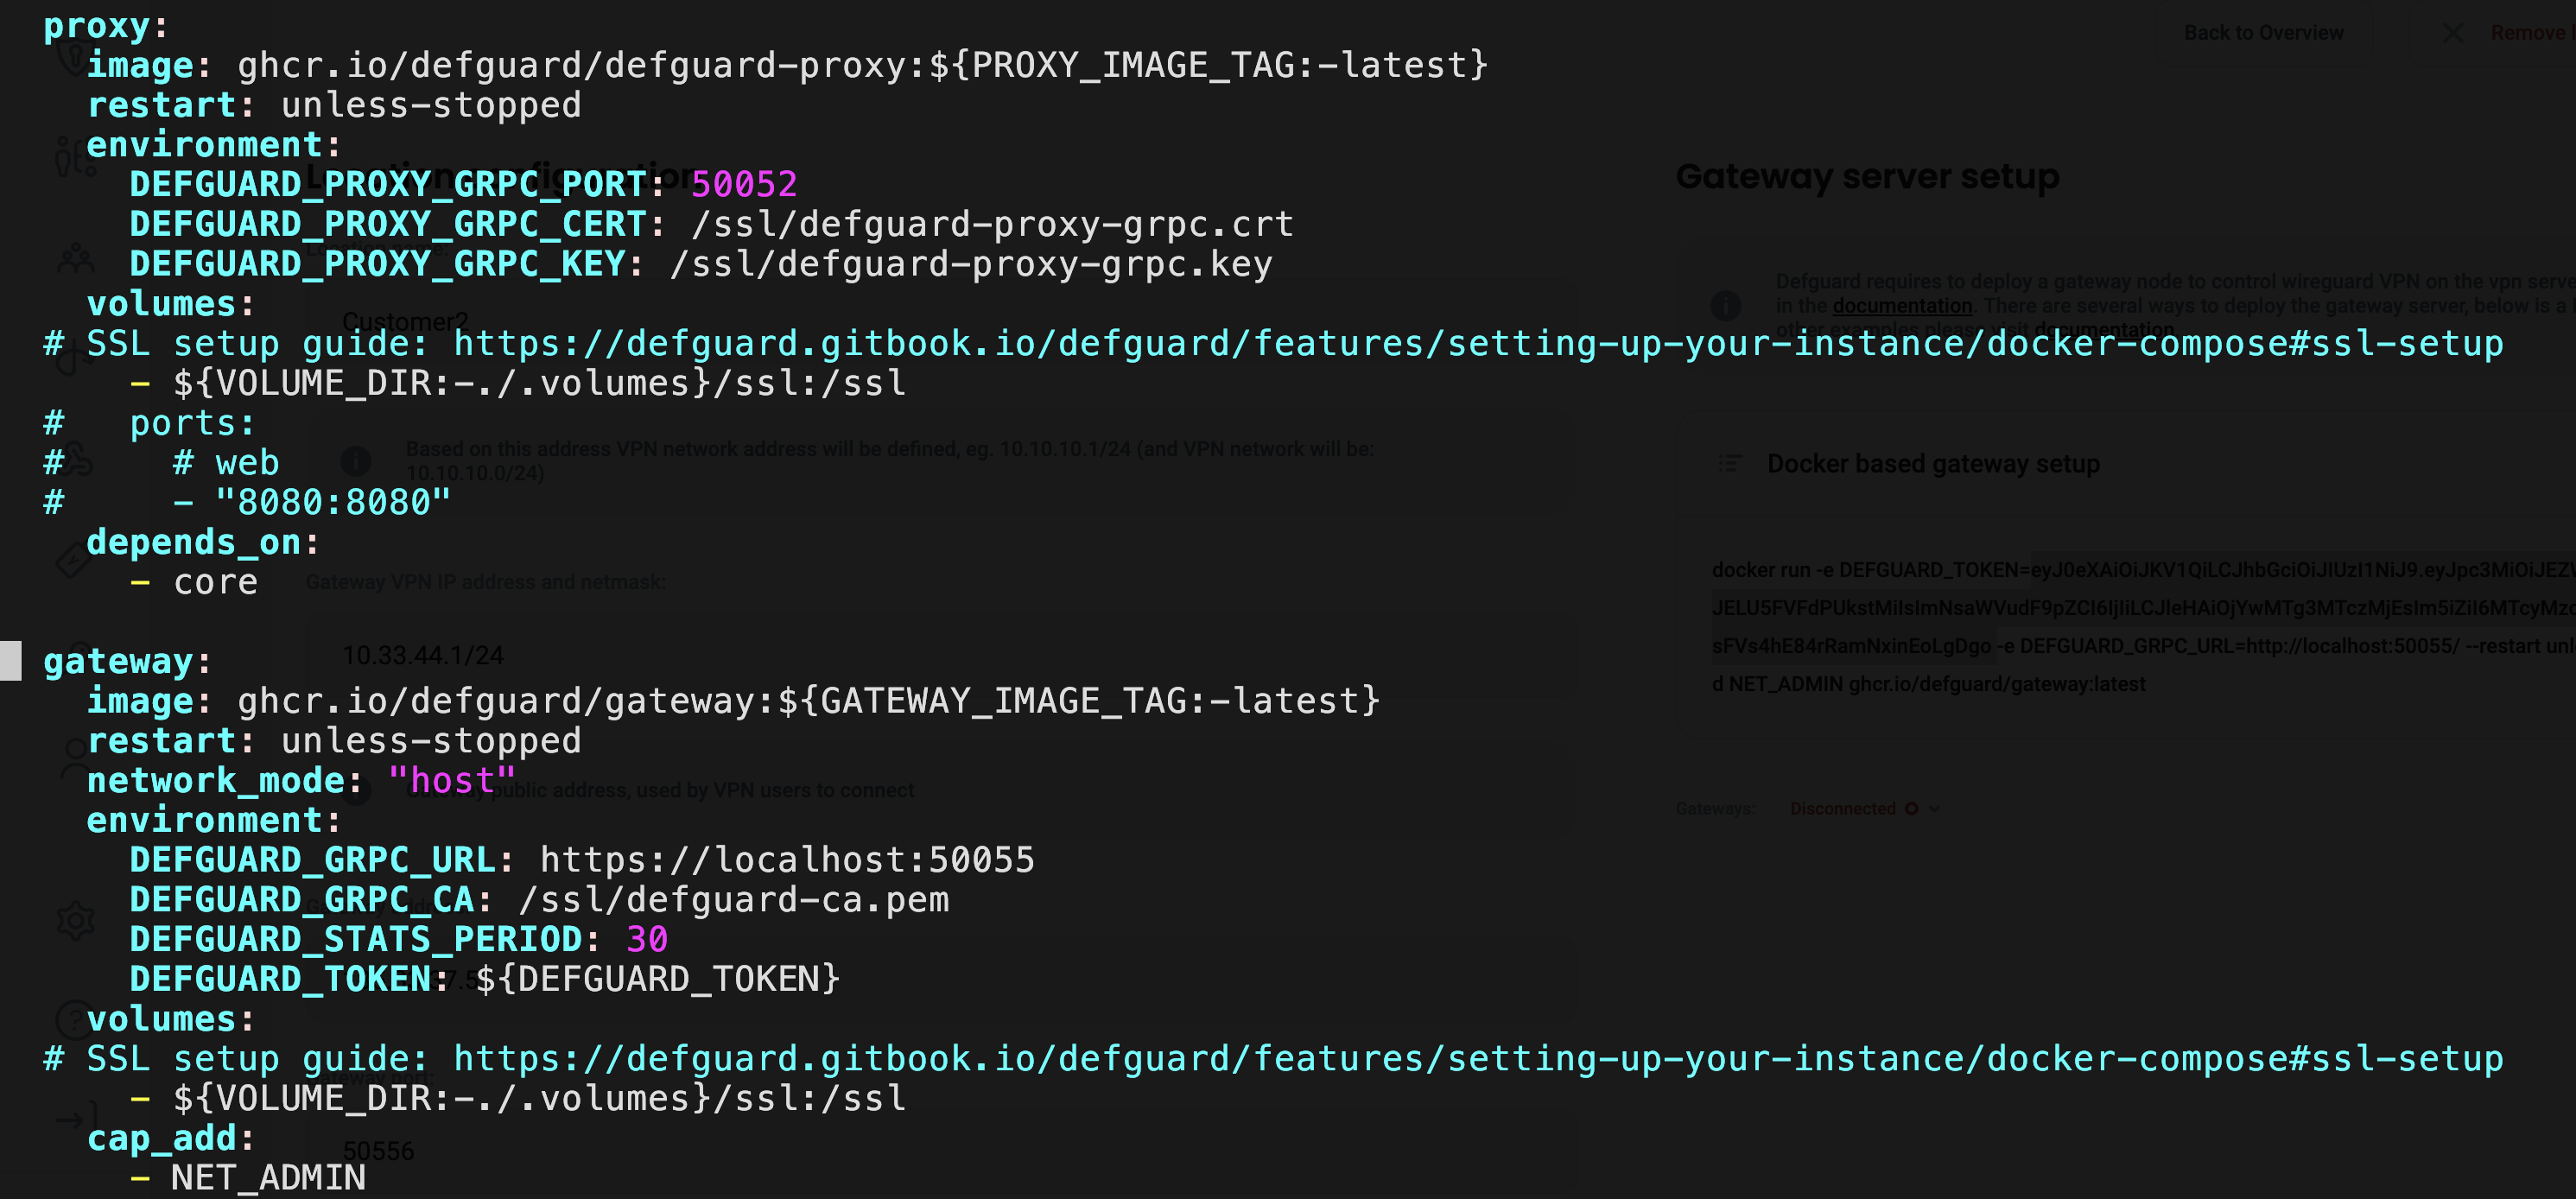 proxy:
image: ghcr.io/defguard/defguard-proxy:${PROXY_IMAGE_TAG:-latest}
restart: unless-stopped
environment:
DEFGUARD_PROXY_GRPC_PORT: 50052
DEFGUARD_PROXY_GRPC_CERT: /ssl/defguard-proxy-grpc.crt
DEFGUARD_PROXY_GRPC_KEY: /ssl/defguard-proxy-grpc.key
volumes:
# SSL setup guide: https://defguard.gitbook.io/defguard/features/setting-up-your-instance/docker-compose#ssl-setup
- ${VOLUME_DIR:-./.volumes}/ssl:/ssl
# ports:
# # web
# - "8080:8080"
depends_on:
- core
gateway:
image: ghcr.io/defguard/gateway:${GATEWAY_IMAGE_TAG:-latest}
restart: unless-stopped
network_mode: "host"
environment:
DEFGUARD_GRPC_URL: https://localhost:50055
DEFGUARD_GRPC_CA: /ssl/defguard-ca.pem
DEFGUARD_STATS_PERIOD: 30
DEFGUARD_TOKEN: ${DEFGUARD_TOKEN}
volumes:
# SSL setup guide: https://defguard.gitbook.io/defguard/features/setting-up-your-instance/docker-compose#ssl-setup
- ${VOLUME_DIR:-./.volumes}/ssl:/ssl
cap_add:
- NET_ADMIN
Back to Overview
Remove
Location configuration
Customer2
Based on this address VPN network address will be defined, eg. 10.10.10.1/24 (and VPN network will be:
10.10.10.0/24)
Gateway VPN IP address and netmask:
10.33.44.1/24
Gateway public address, used by VPN users to connect
50556
Gateway server setup
Defguard requires to deploy a gateway node to control wireguard VPN on the vpn
in the documentation. There are several ways to deploy the gateway server, below is a
other examples please visit documentation.
Docker based gateway setup
docker run -e
-e DEFGUARD_GRPC_URL=http://localhost:50055/ --restart
d NET_ADMIN ghcr.io/defguard/gateway:latest
Gateways: Disconnected